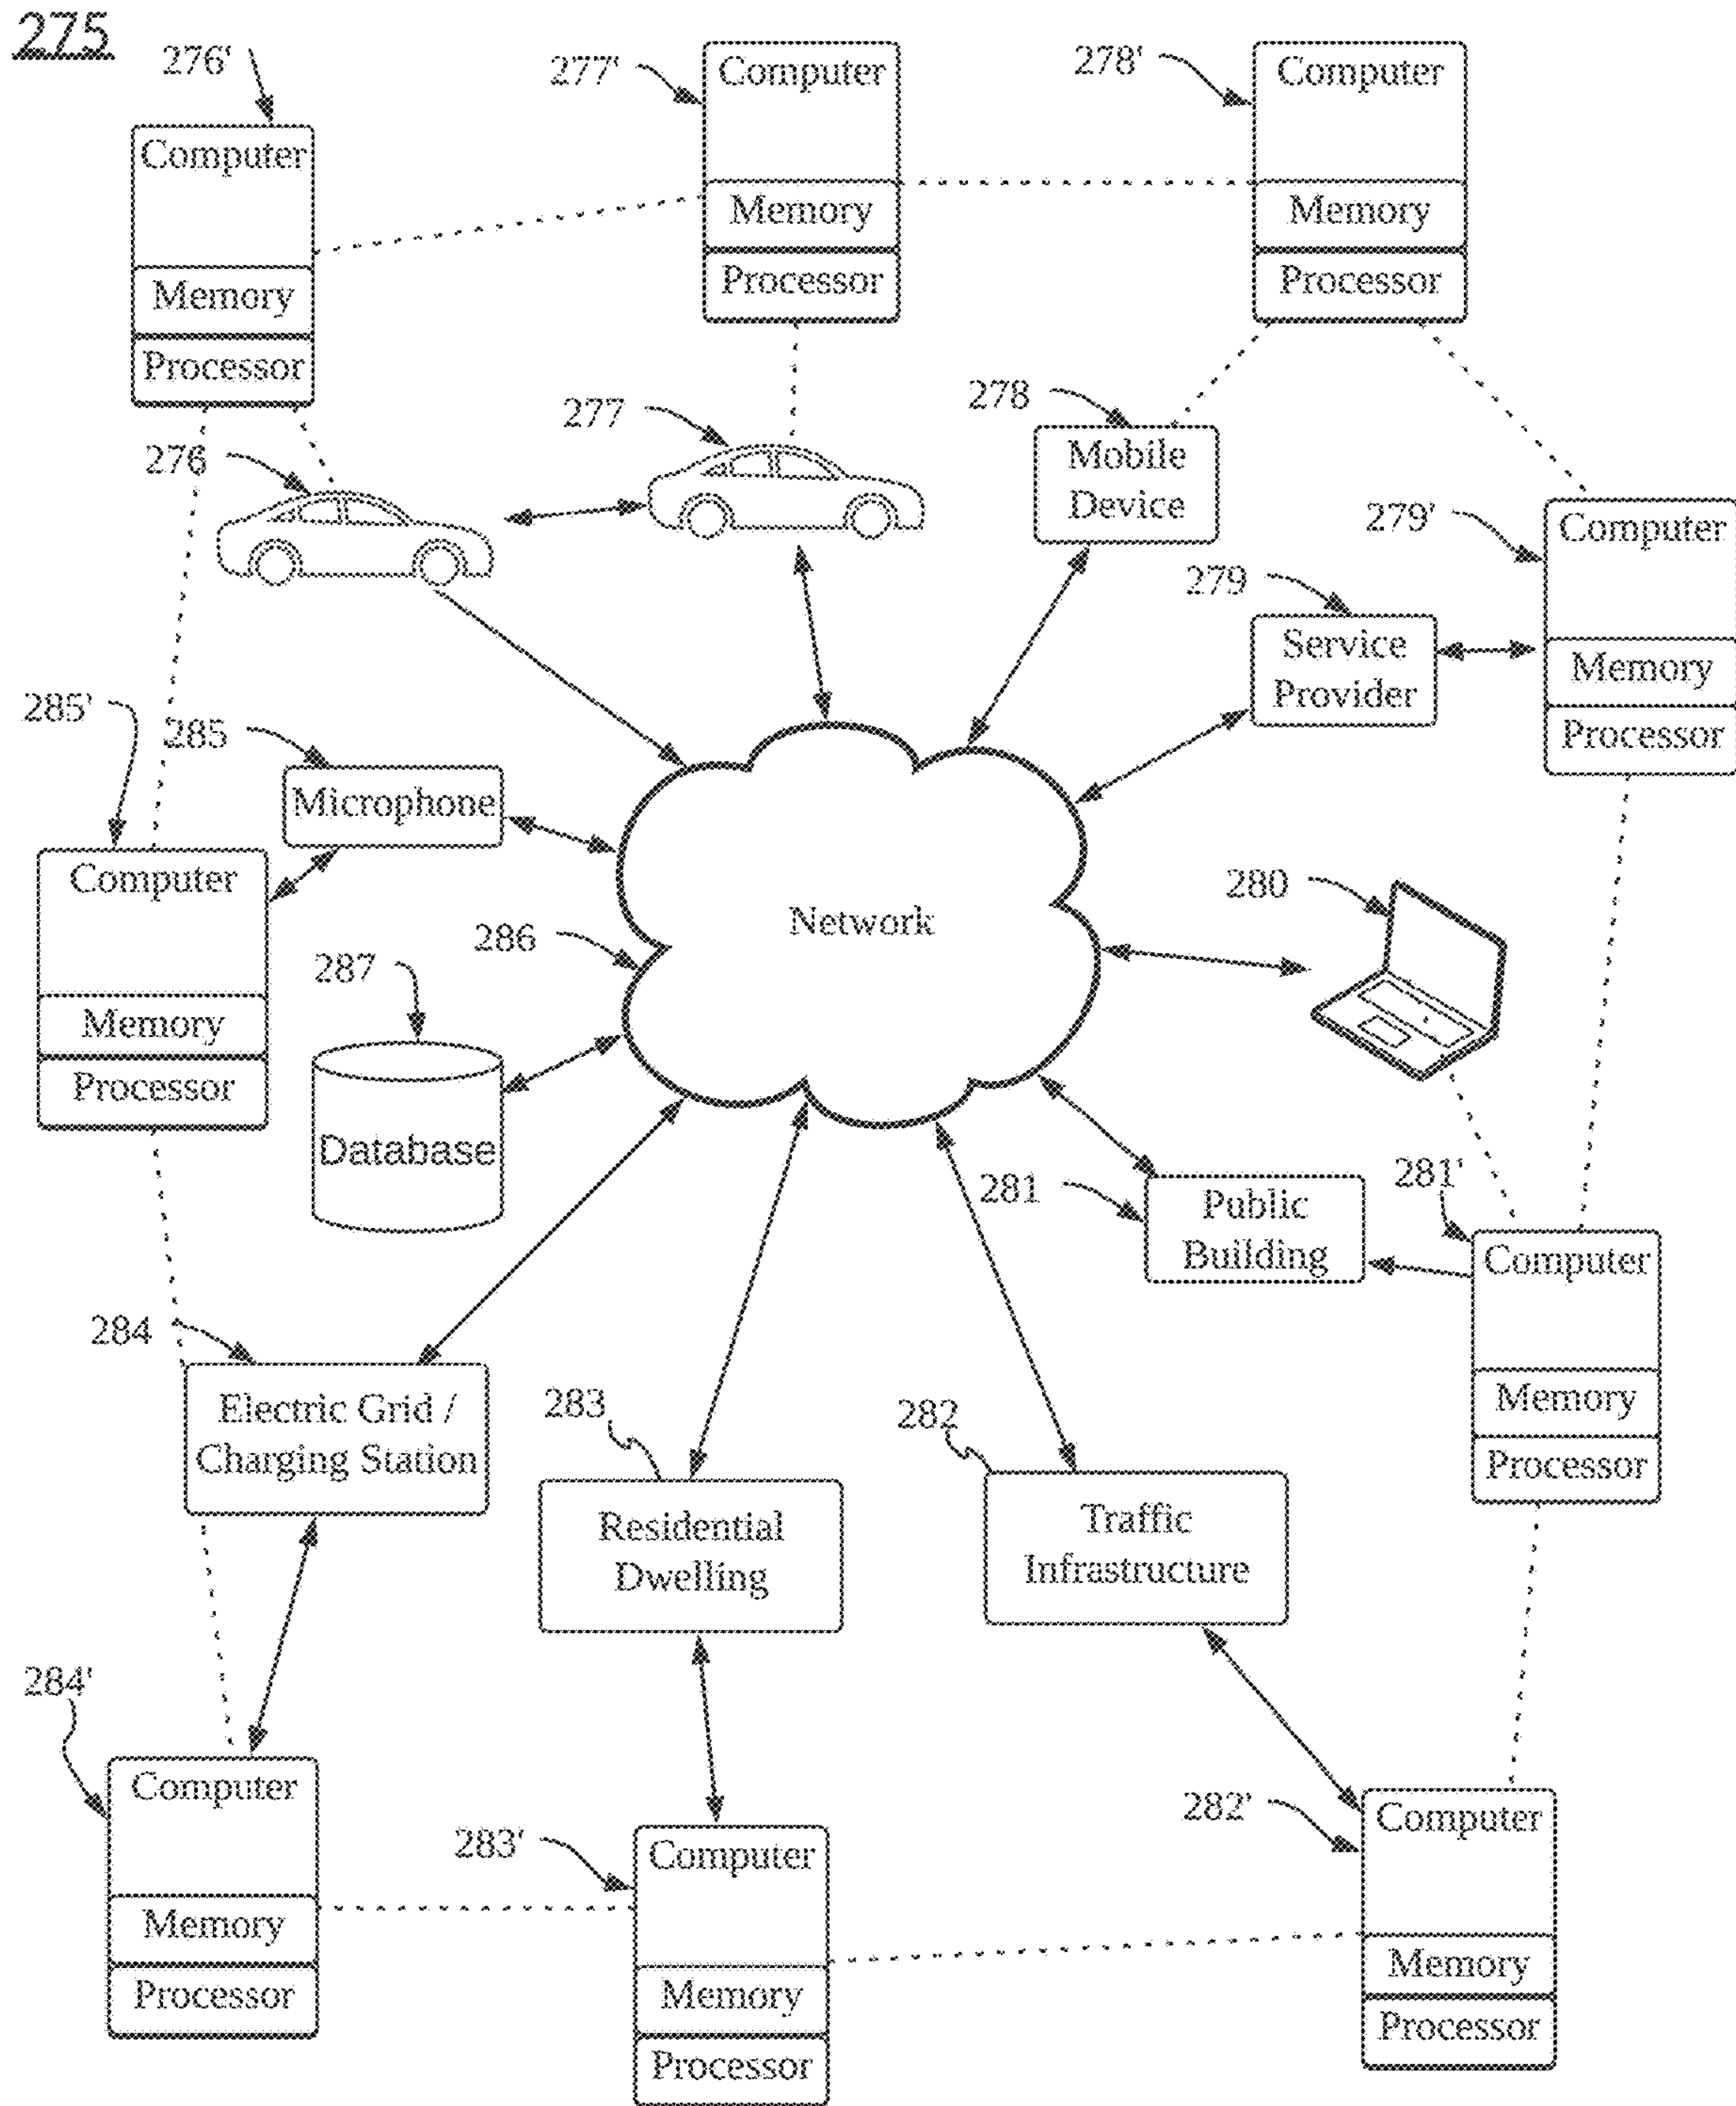 275
276'
277'
278'
Computer
Memory
Processor
Computer
Memory
Processor
Computer
Memory
Processor
276
277
278
Mobile
Device
279'
Computer
Memory
Processor
279
Service
Provider
285'
285
Microphone
Computer
Memory
Processor
Network
280
286
287
Database
281
Public
Building
281'
Computer
Memory
Processor
284
Electric Grid /
Charging Station
283
Residential
Dwelling
282
Traffic
Infrastructure
284'
Computer
Memory
Processor
283'
Computer
Memory
Processor
282'
Computer
Memory
Processor